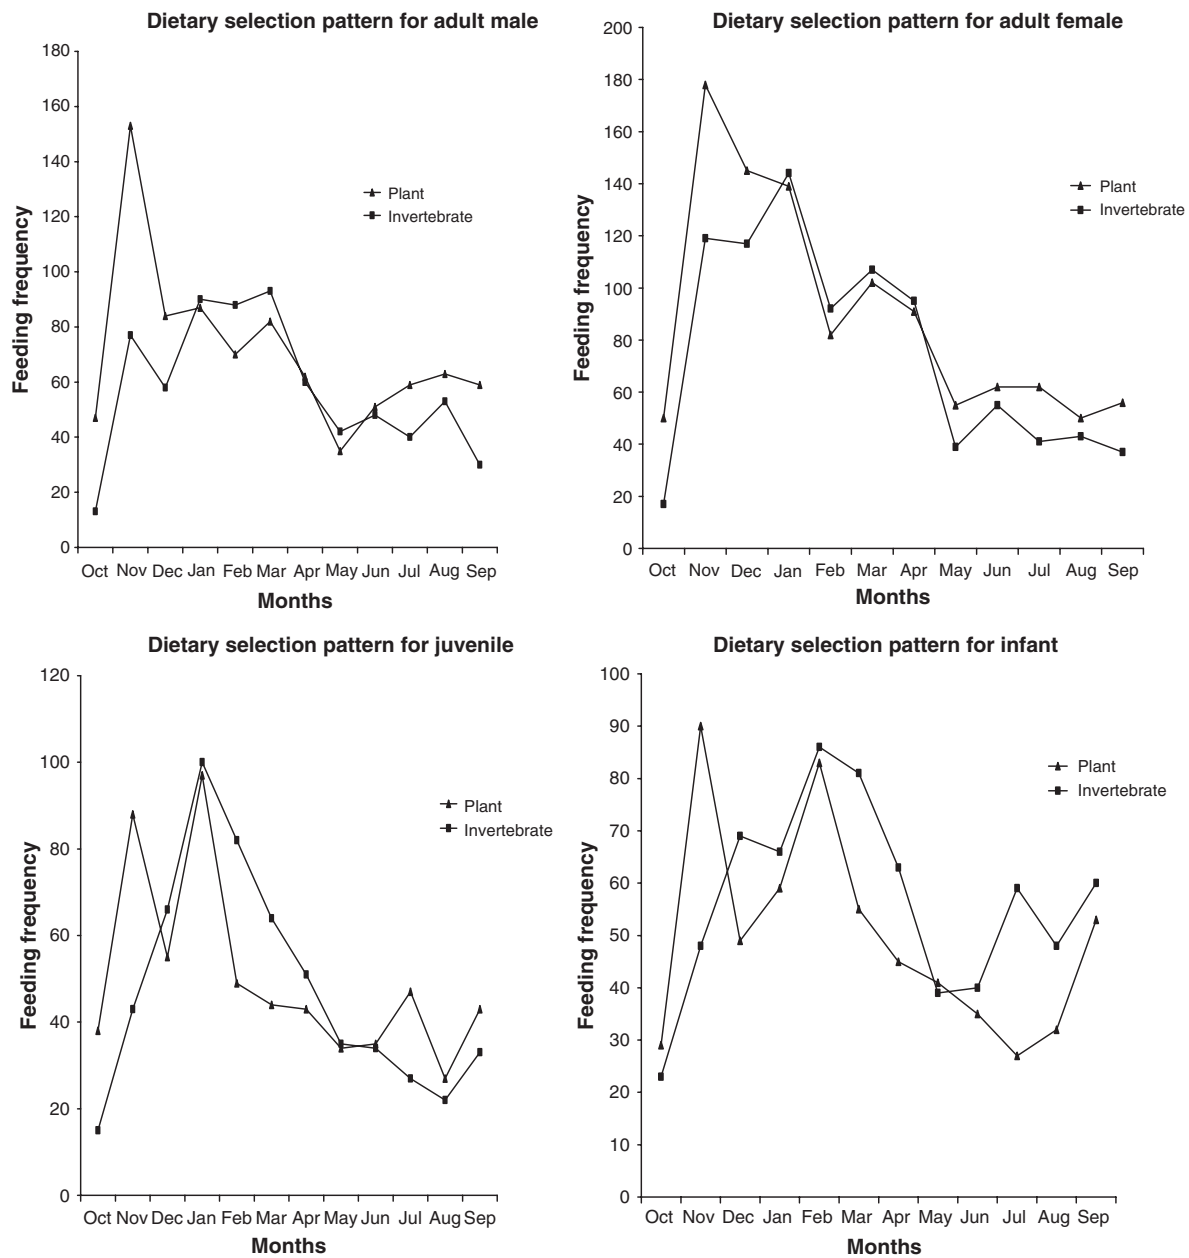 Dietary selection pattern for adult male
180
160
140
120
100
80
60
40
20
0
Feeding frequency
Plant
Invertebrate
Oct Nov Dec Jan Feb Mar Apr May Jun Jul Aug Sep
Months
Dietary selection pattern for adult female
200
180
160
140
120
100
80
60
40
20
0
Feeding frequency
Plant
Invertebrate
Oct Nov Dec Jan Feb Mar Apr May Jun Jul Aug Sep
Months
Dietary selection pattern for juvenile
120
100
80
60
40
20
0
Feeding frequency
Plant
Invertebrate
Oct Nov Dec Jan Feb Mar Apr May Jun Jul Aug Sep
Months
Dietary selection pattern for infant
100
90
80
70
60
50
40
30
20
10
0
Feeding frequency
Plant
Invertebrate
Oct Nov Dec Jan Feb Mar Apr May Jun Jul Aug Sep
Months